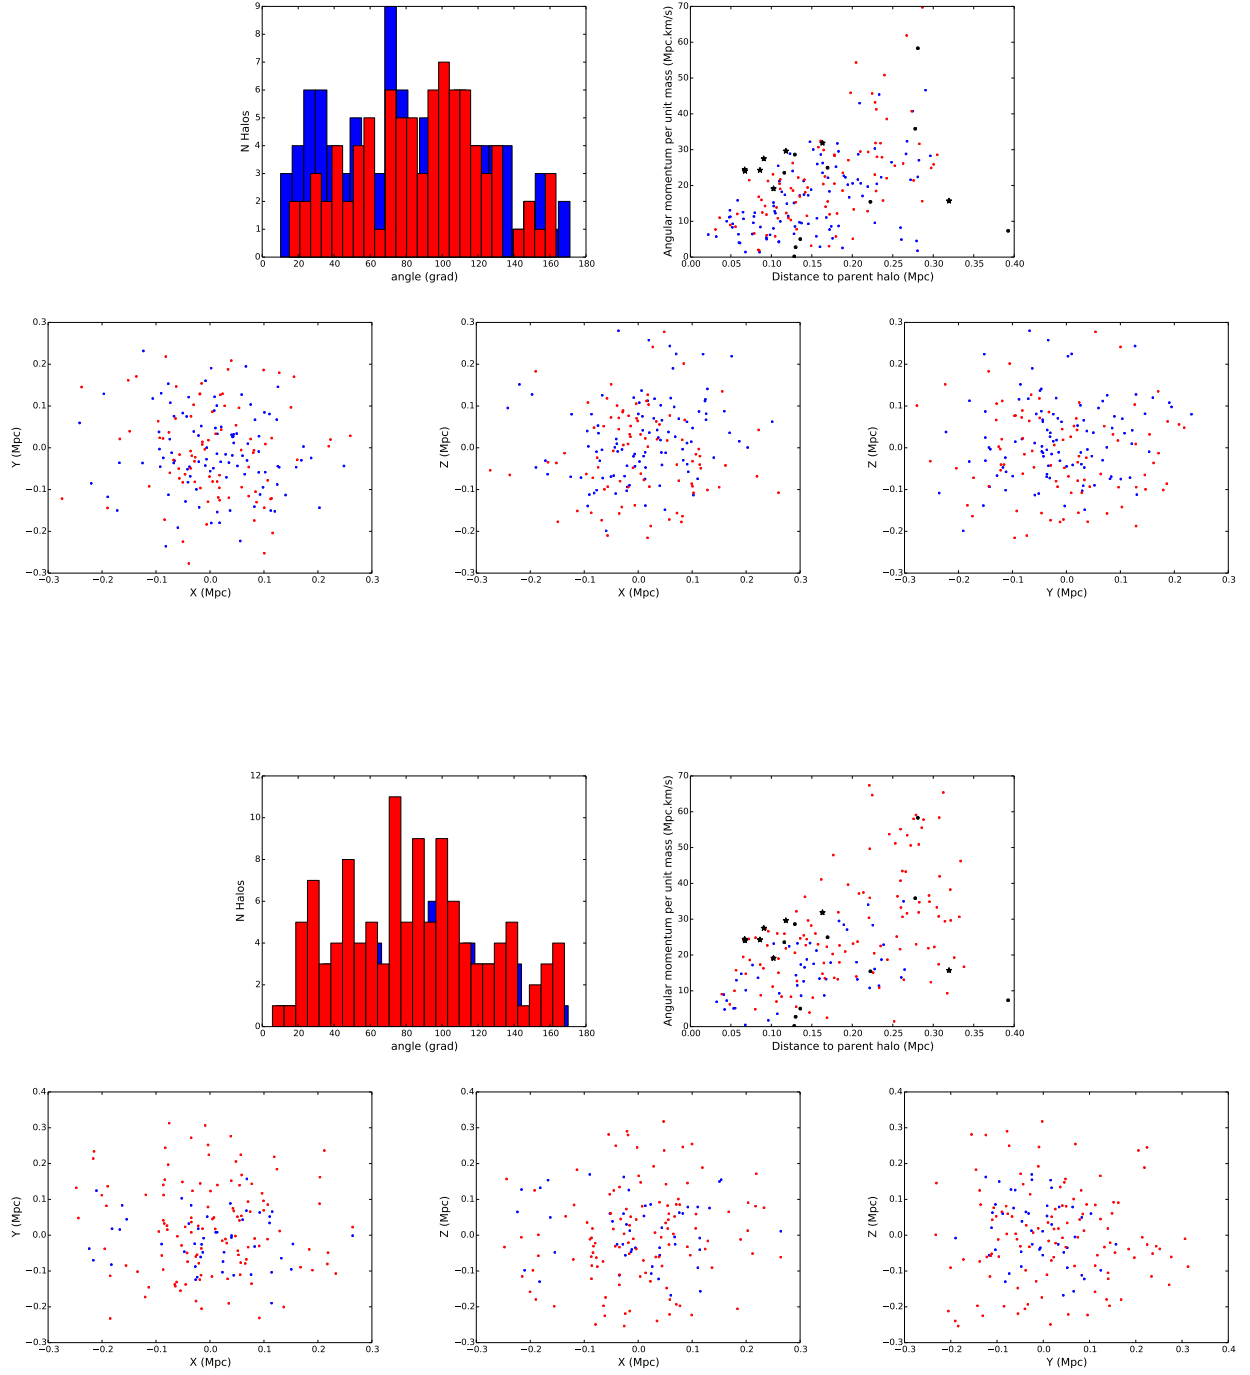 9
8
7
6
5
4
3
2
1
0
N Halos
0 20 40 60 80 100 120 140 160 180
angle (grad)
70
60
50
40
30
20
10
0
Angular momentum per unit mass (Mpc.km/s)
0.00 0.05 0.10 0.15 0.20 0.25 0.30 0.35 0.40
Distance to parent halo (Mpc)
0.3
0.2
0.1
0.0
−0.1
−0.2
−0.3
Y (Mpc)
−0.3 −0.2 −0.1 0.0 0.1 0.2 0.3
X (Mpc)
0.3
0.2
0.1
0.0
−0.1
−0.2
−0.3
Z (Mpc)
−0.3 −0.2 −0.1 0.0 0.1 0.2 0.3
X (Mpc)
0.3
0.2
0.1
0.0
−0.1
−0.2
−0.3
Z (Mpc)
−0.3 −0.2 −0.1 0.0 0.1 0.2 0.3
Y (Mpc)
12
10
8
6
4
2
0
N Halos
0 20 40 60 80 100 120 140 160 180
angle (grad)
70
60
50
40
30
20
10
0
Angular momentum per unit mass (Mpc.km/s)
0.00 0.05 0.10 0.15 0.20 0.25 0.30 0.35 0.40
Distance to parent halo (Mpc)
0.4
0.3
0.2
0.1
0.0
−0.1
−0.2
−0.3
Y (Mpc)
−0.3 −0.2 −0.1 0.0 0.1 0.2 0.3
X (Mpc)
0.4
0.3
0.2
0.1
0.0
−0.1
−0.2
−0.3
Z (Mpc)
−0.3 −0.2 −0.1 0.0 0.1 0.2 0.3
X (Mpc)
0.4
0.3
0.2
0.1
0.0
−0.1
−0.2
−0.3
Z (Mpc)
−0.3 −0.2 −0.1 0.0 0.1 0.2 0.3 0.4
Y (Mpc)